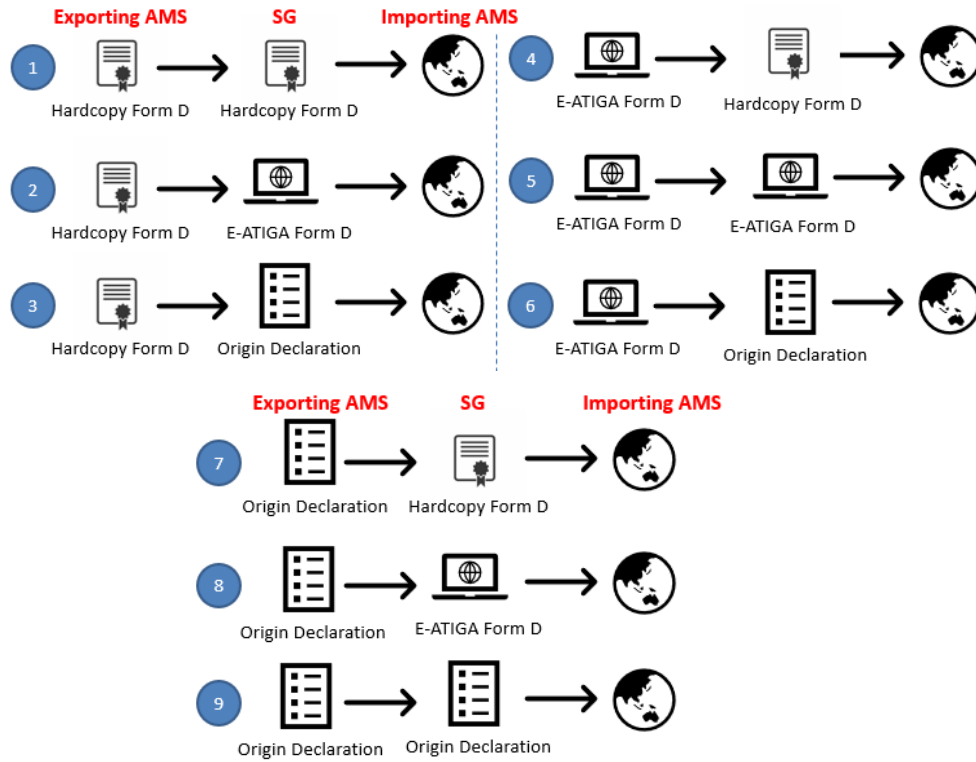 Exporting AMS SG Importing AMS
1
Hardcopy Form D Hardcopy Form D
2
Hardcopy Form D E-ATIGA Form D
3
Hardcopy Form D Origin Declaration
4
E-ATIGA Form D Hardcopy Form D
5
E-ATIGA Form D E-ATIGA Form D
6
E-ATIGA Form D Origin Declaration
Exporting AMS SG Importing AMS
7
Origin Declaration Hardcopy Form D
8
Origin Declaration E-ATIGA Form D
9
Origin Declaration Origin Declaration